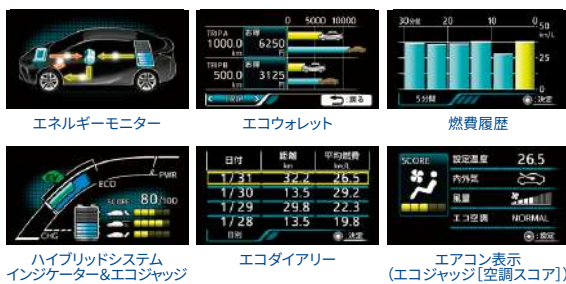 0 5000 10000
TRIP A お得
1000.0 6250
km 円
TRIP B お得
500.0 3125
km 円
TRIP
:戻る
30分前 20 10 0
50
km/L
25
0
5分間
:決定
エネルギーモニター
エコウォレット
燃費履歴
PWR
ECO
SCORE 80/100
CHG
日付 距離 平均燃費
km km/L
1/31 32.2 26.5
1/30 13.5 29.2
1/29 29.8 22.3
1/28 13.5 19.8
日別
:決定
SCORE
設定温度 26.5
内外気
風量
エコ空調 NORMAL
:設定
ハイブリッドシステム
インジケーター&エコジャッジ
エコダイアリー
エアコン表示
(エコジャッジ[空調スコア])